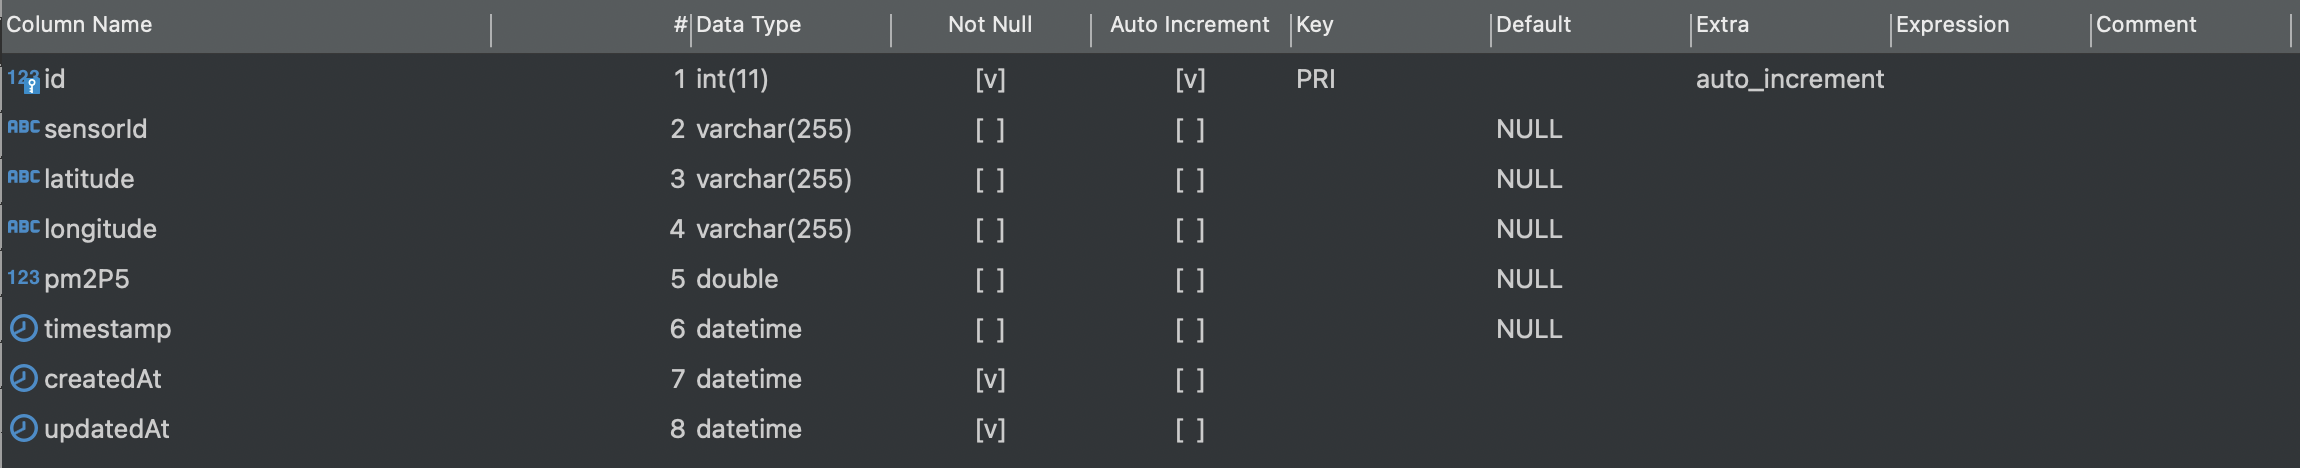 Column Name # Data Type Not Null Auto Increment Key Default Extra Expression Comment
123 id 1 int(11) [v] [v] PRI auto_increment
ABC sensorId 2 varchar(255) [ ] [ ] NULL
ABC latitude 3 varchar(255) [ ] [ ] NULL
ABC longitude 4 varchar(255) [ ] [ ] NULL
123 pm2P5 5 double [ ] [ ] NULL
timestamp 6 datetime [ ] [ ] NULL
createdAt 7 datetime [v] [ ]
updatedAt 8 datetime [v] [ ]